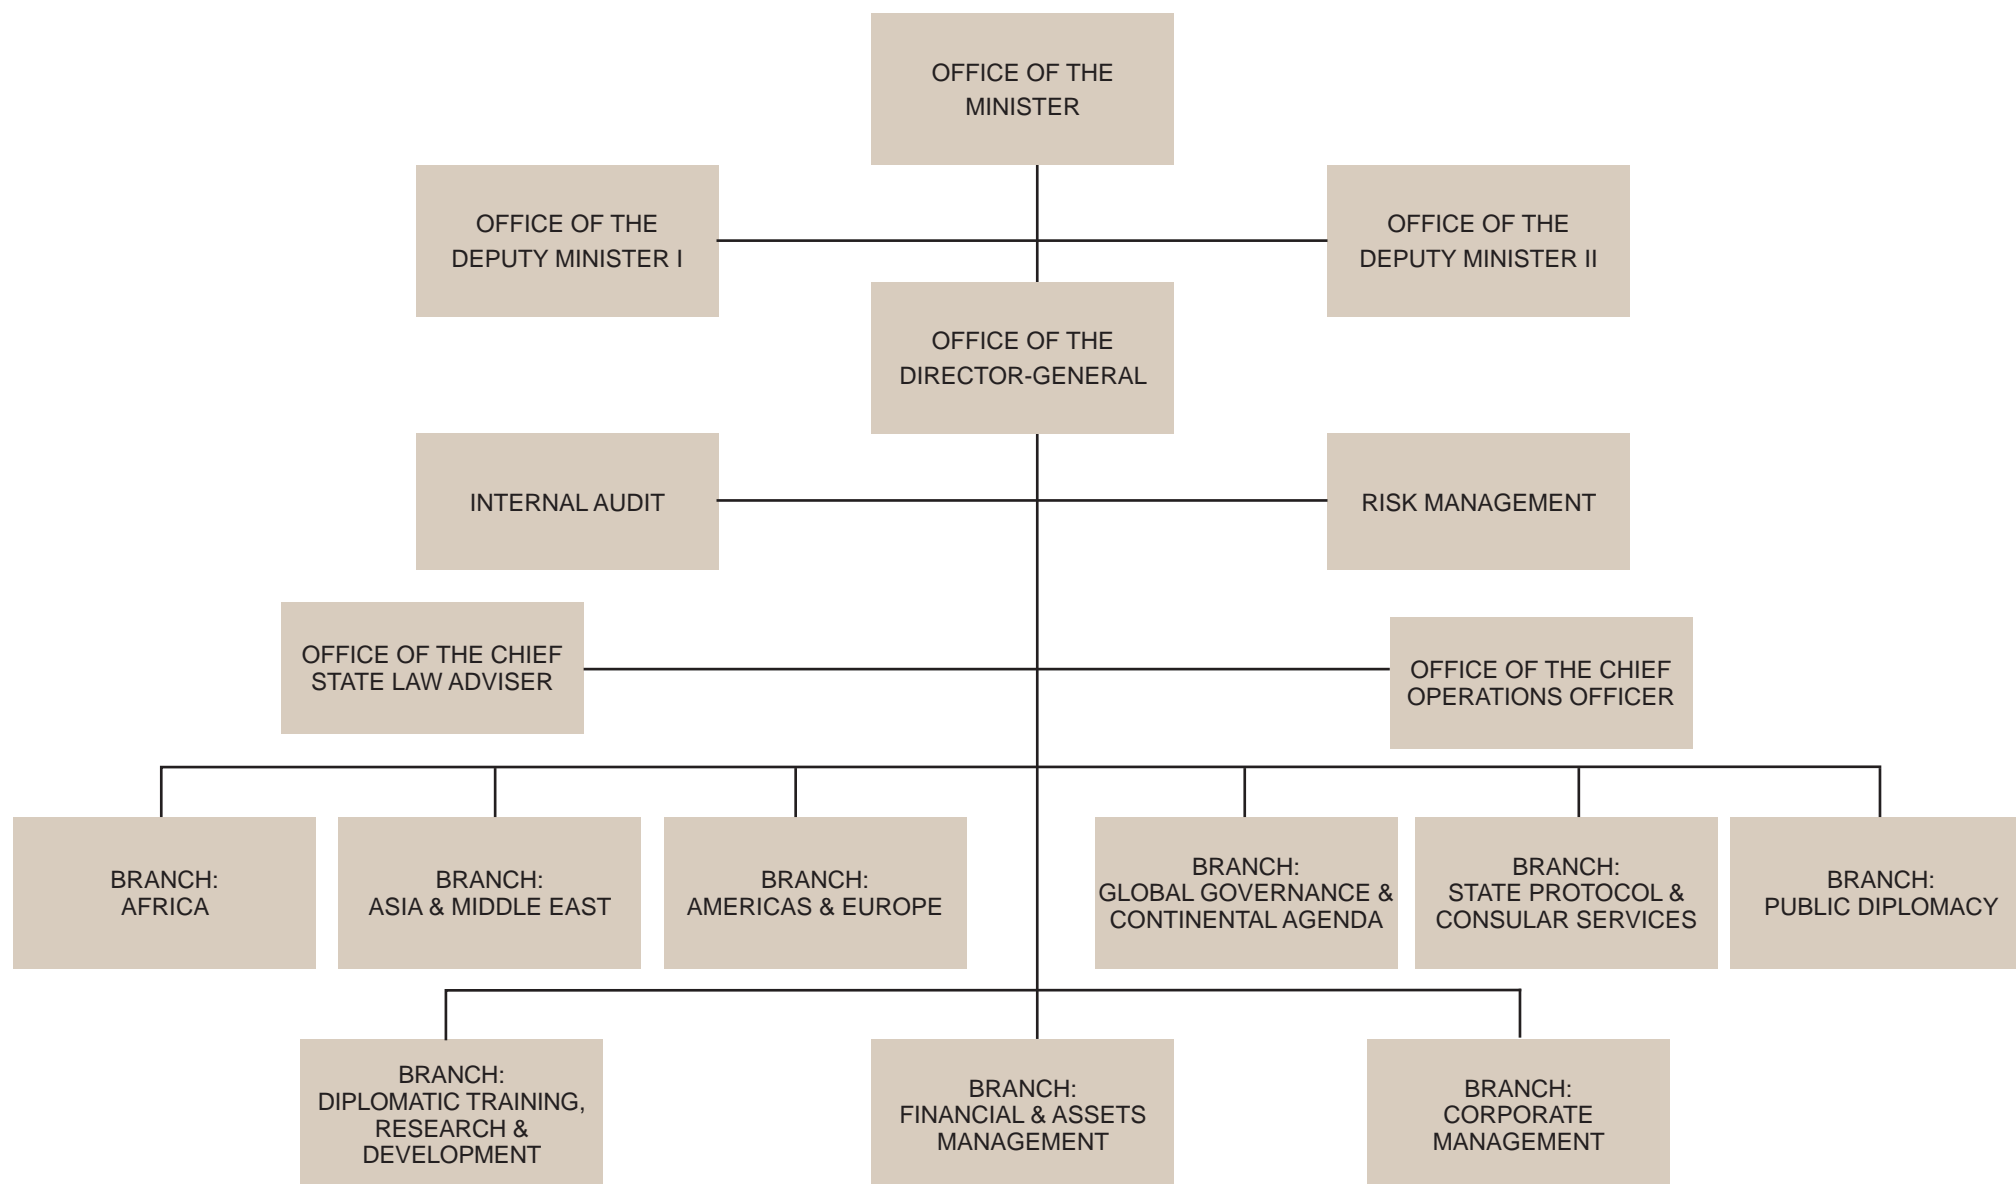 OFFICE OF THE
MINISTER
OFFICE OF THE
DEPUTY MINISTER I
OFFICE OF THE
DEPUTY MINISTER II
OFFICE OF THE
DIRECTOR-GENERAL
INTERNAL AUDIT
RISK MANAGEMENT
OFFICE OF THE CHIEF
STATE LAW ADVISER
OFFICE OF THE CHIEF
OPERATIONS OFFICER
BRANCH:
AFRICA
BRANCH:
ASIA & MIDDLE EAST
BRANCH:
AMERICAS & EUROPE
BRANCH:
GLOBAL GOVERNANCE &
CONTINENTAL AGENDA
BRANCH:
STATE PROTOCOL &
CONSULAR SERVICES
BRANCH:
PUBLIC DIPLOMACY
BRANCH:
DIPLOMATIC TRAINING,
RESEARCH &
DEVELOPMENT
BRANCH:
FINANCIAL & ASSETS
MANAGEMENT
BRANCH:
CORPORATE
MANAGEMENT